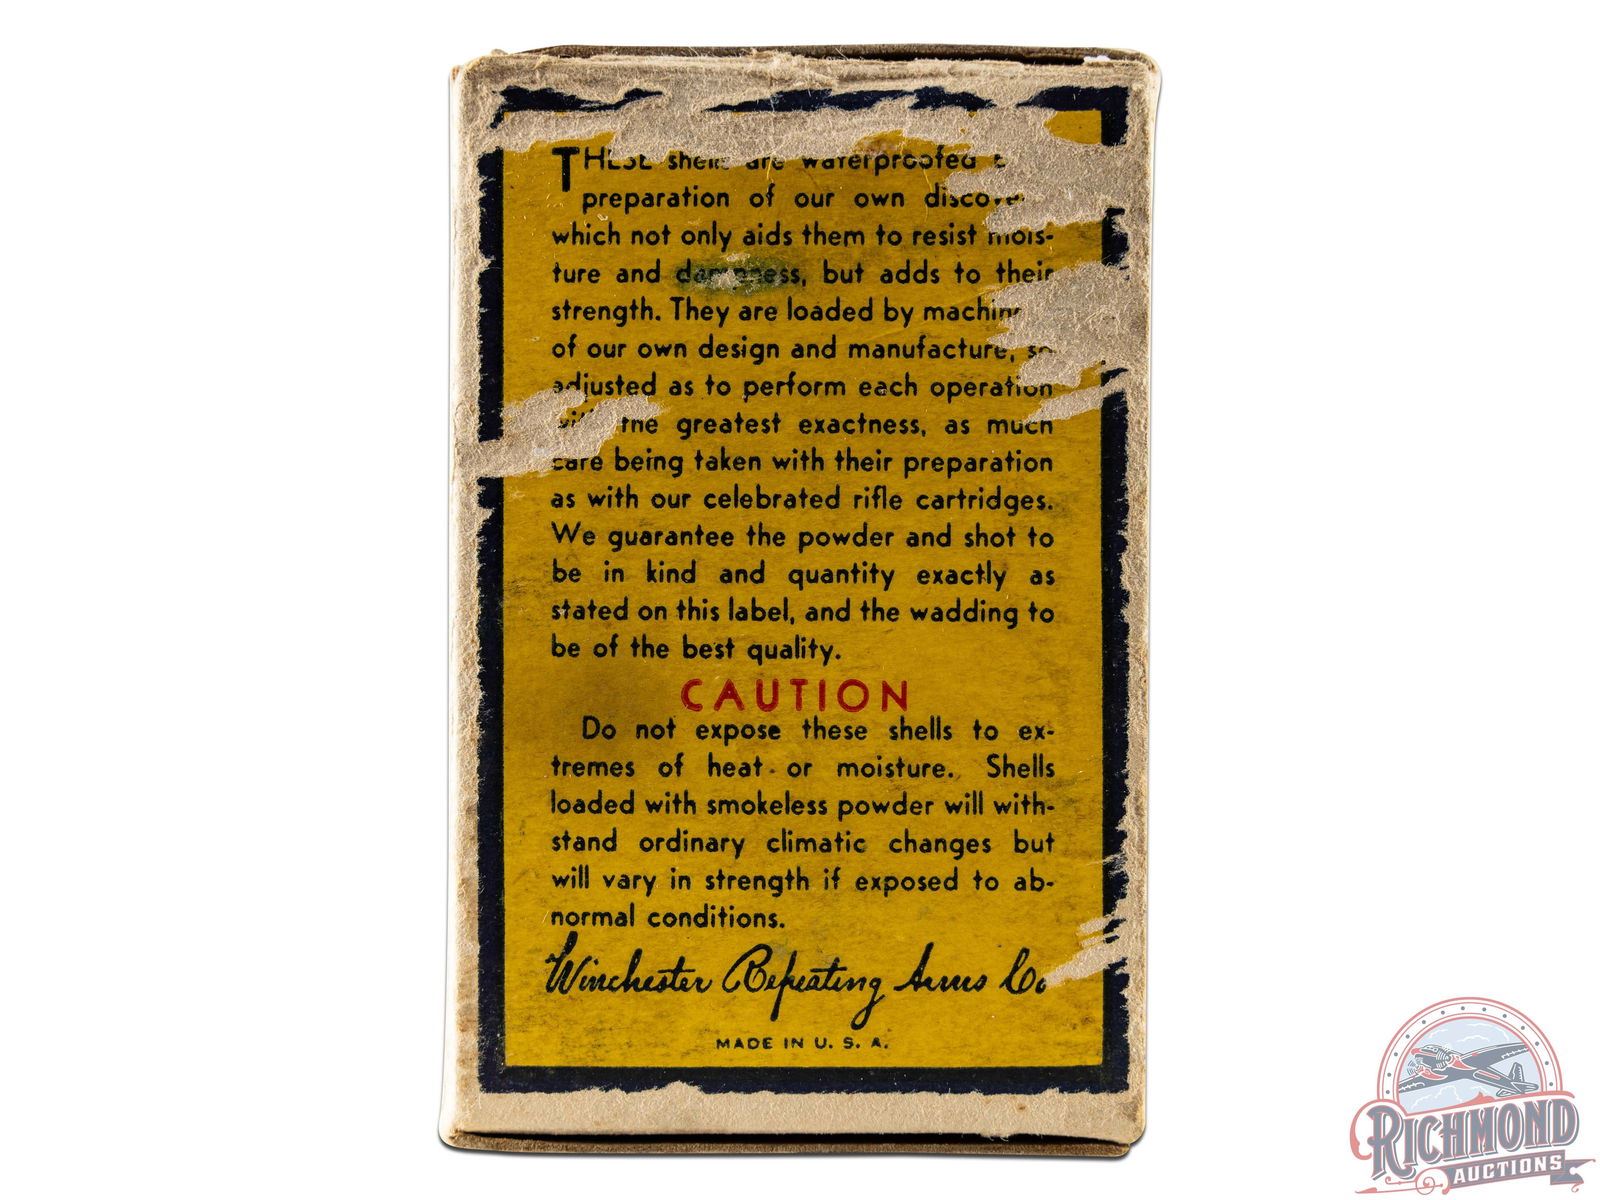 THESE shells are waterproofed
preparation of our own
which not only aids them to resist mois-
ture and dampness, but adds to their
strength. They are loaded by
of our own design and manufacture, so
adjusted as to perform each operation
with the greatest exactness, as much
care being taken with their preparation
as with our celebrated rifle cartridges.
We guarantee the powder and shot to
be in kind and quantity exactly as
stated on this label, and the wadding to
be of the best quality.
CAUTION
Do not expose these shells to ex-
tremes of heat or moisture. Shells
loaded with smokeless powder will with-
stand ordinary climatic changes but
will vary in strength if exposed to ab-
normal conditions.
Winchester Repeating Arms Co.
MADE IN U. S. A.
RICHMOND
AUCTIONS